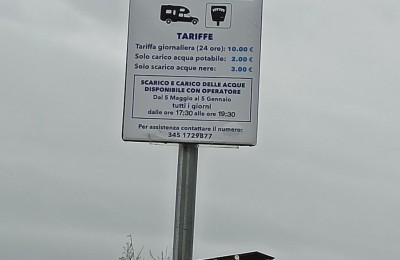 TARIFFE
Tariffa giornaliera (24 ore): 10.00 €
Solo carico acqua potabile: 2.00 €
Solo scarico acque nere: 3.00 €
SCARICO E CARICO DELLE ACQUE
DISPONIBILE CON OPERATORE
Dal 5 Maggio al 5 Gennaio
tutti i giorni
dalle ore 17:30 alle ore 19:30
Per assistenza contattare il numero:
345 1729877